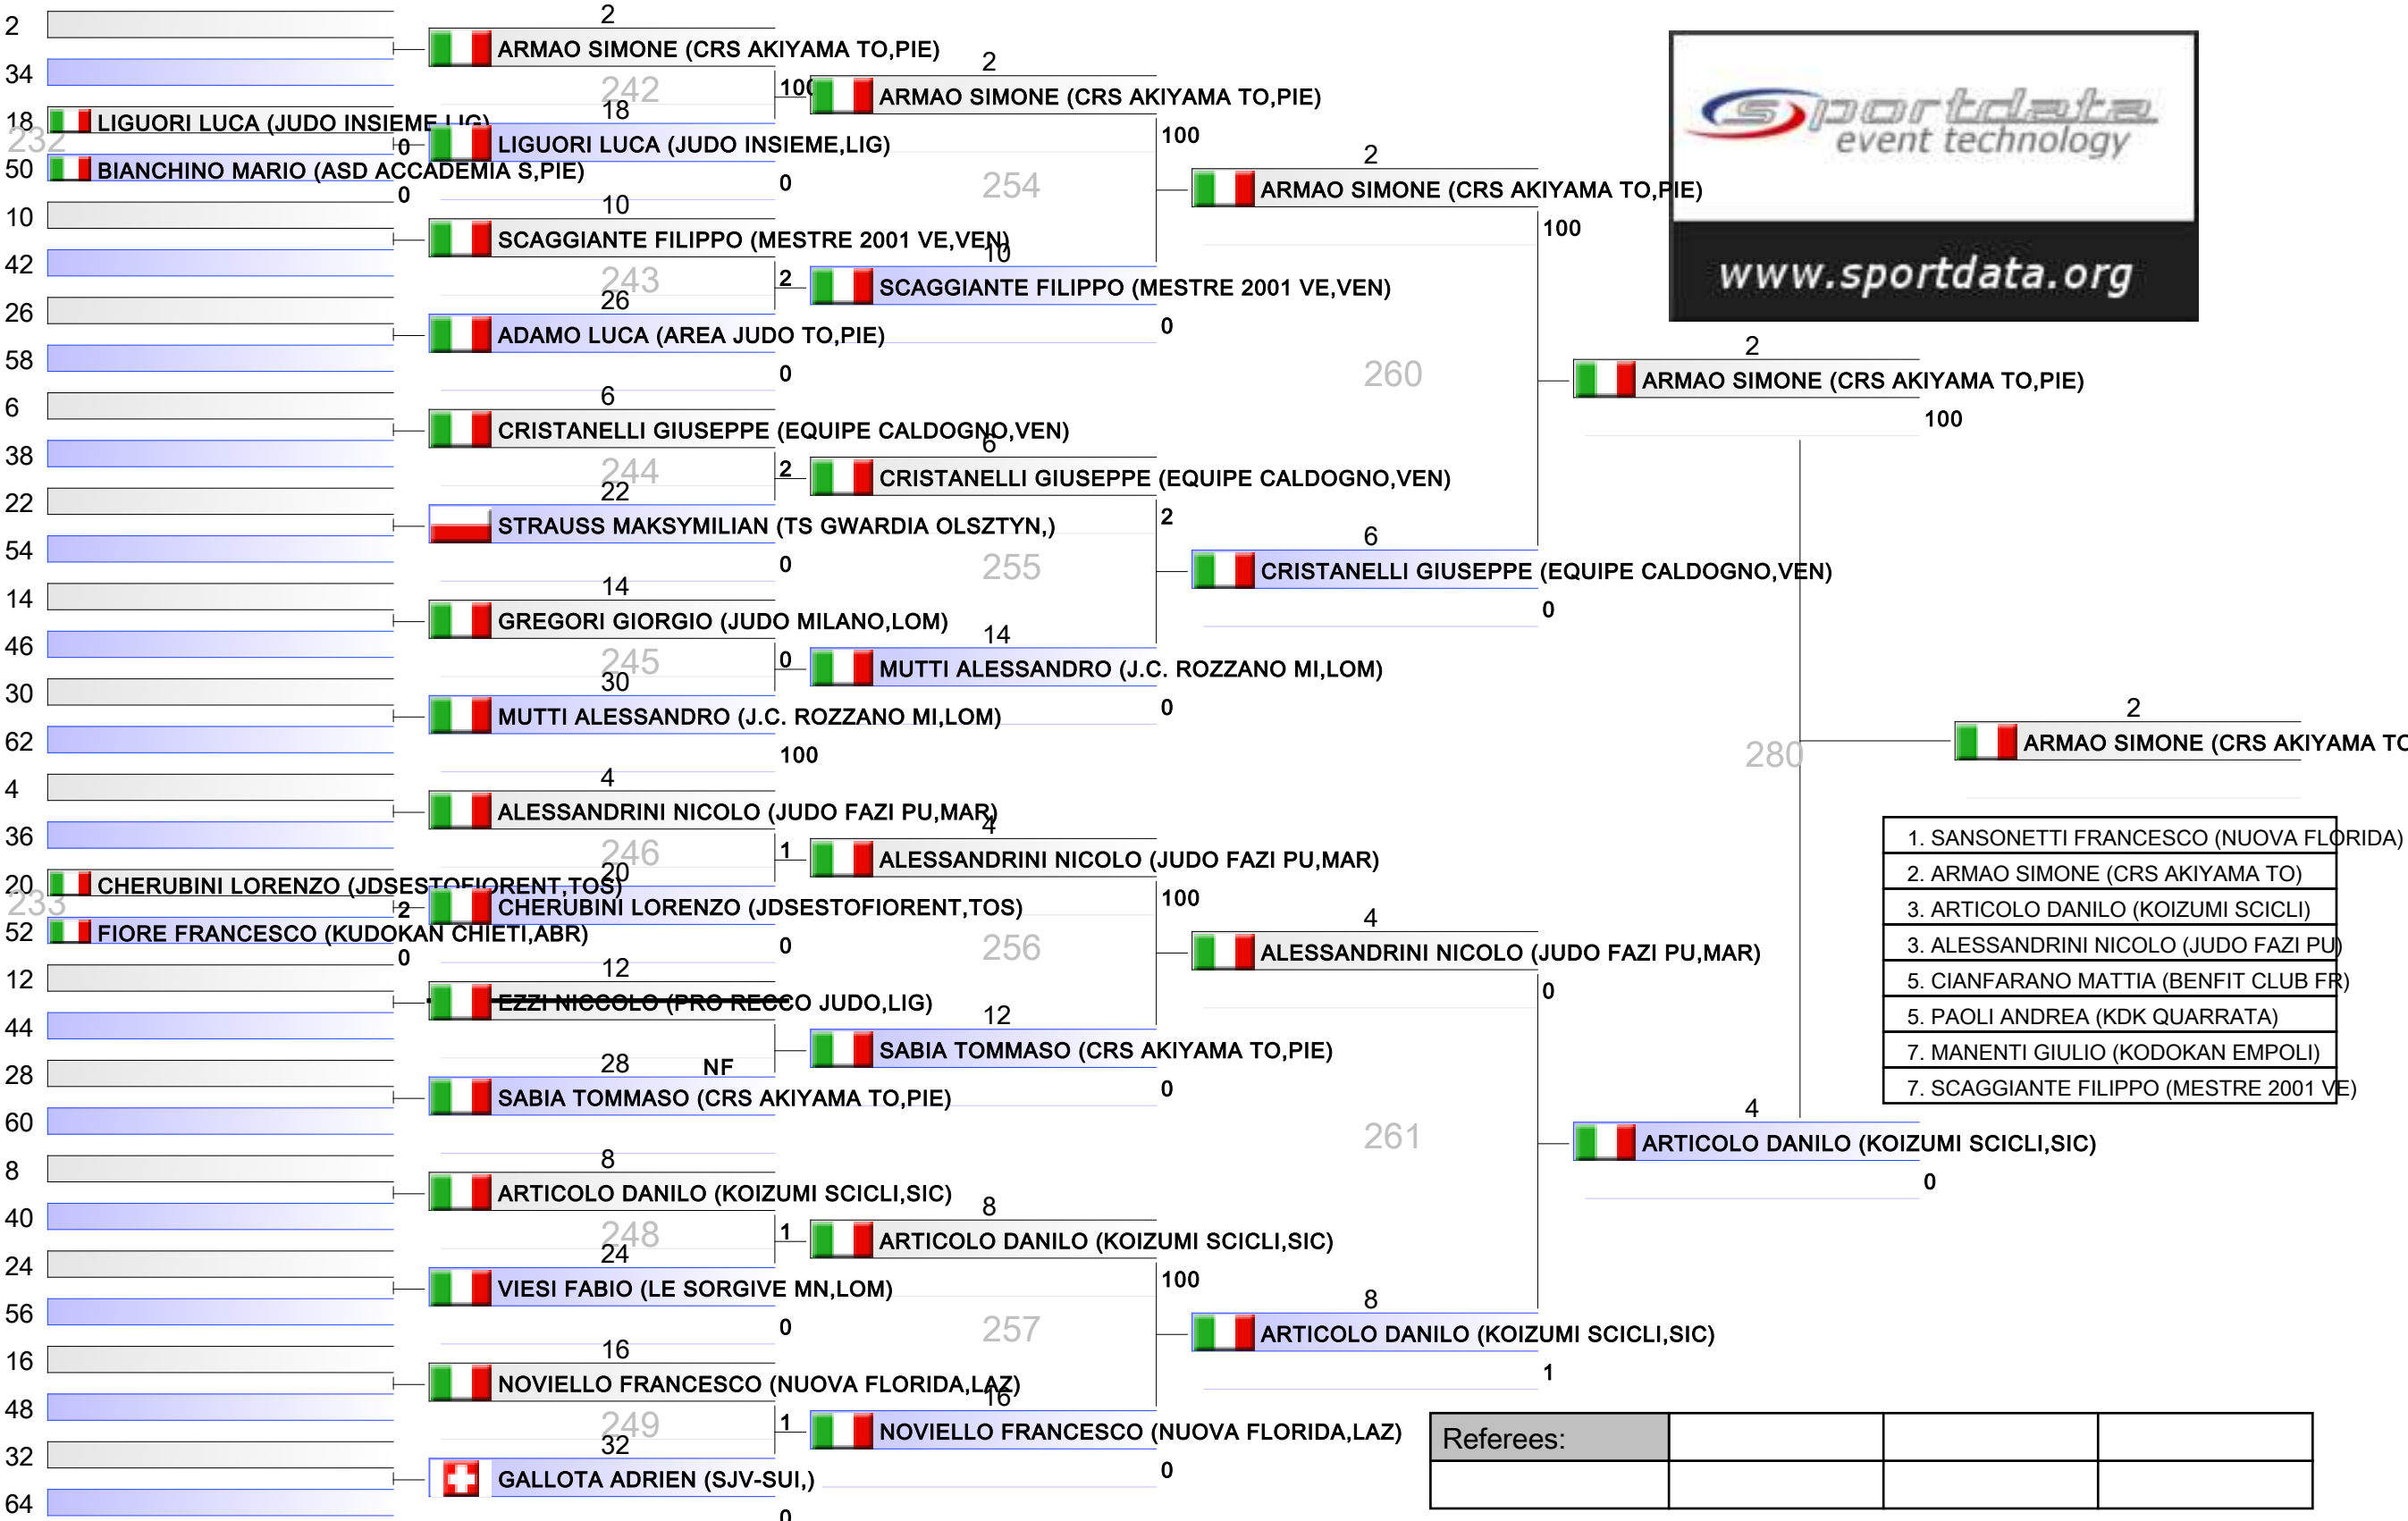 2
34
18
232
50
10
42
26
58
6
38
22
54
14
46
30
62
4
36
20
233
52
12
44
28
60
8
40
24
56
16
48
32
64
LIGUORI LUCA (JUDO INSIEME,LIG)
0
BIANCHINO MARIO (ASD ACCADEMIA S,PIE)
0
CHERUBINI LORENZO (JDSESTOFIORENT,TOS)
2
FIORE FRANCESCO (KUDOKAN CHIETI,ABR)
0
2
ARMAO SIMONE (CRS AKIYAMA TO,PIE)
242
100
18
LIGUORI LUCA (JUDO INSIEME,LIG)
0
10
SCAGGIANTE FILIPPO (MESTRE 2001 VE,VEN)
243
2
26
ADAMO LUCA (AREA JUDO TO,PIE)
0
6
CRISTANELLI GIUSEPPE (EQUIPE CALDOGNO,VEN)
244
2
22
STRAUSS MAKSYMILIAN (TS GWARDIA OLSZTYN,)
0
14
GREGORI GIORGIO (JUDO MILANO,LOM)
245
0
30
MUTTI ALESSANDRO (J.C. ROZZANO MI,LOM)
100
4
ALESSANDRINI NICOLO (JUDO FAZI PU,MAR)
246
1
20
CHERUBINI LORENZO (JDSESTOFIORENT,TOS)
0
12
EZZI NICCOLO (PRO RECCO JUDO,LIG)
28
NF
SABIA TOMMASO (CRS AKIYAMA TO,PIE)
8
ARTICOLO DANILO (KOIZUMI SCICLI,SIC)
248
1
24
VIESI FABIO (LE SORGIVE MN,LOM)
0
16
NOVIELLO FRANCESCO (NUOVA FLORIDA,LAZ)
249
1
32
GALLOTA ADRIEN (SJV-SUI,)
0
2
ARMAO SIMONE (CRS AKIYAMA TO,PIE)
100
254
10
SCAGGIANTE FILIPPO (MESTRE 2001 VE,VEN)
0
6
CRISTANELLI GIUSEPPE (EQUIPE CALDOGNO,VEN)
2
255
14
MUTTI ALESSANDRO (J.C. ROZZANO MI,LOM)
0
4
ALESSANDRINI NICOLO (JUDO FAZI PU,MAR)
100
256
12
SABIA TOMMASO (CRS AKIYAMA TO,PIE)
0
8
ARTICOLO DANILO (KOIZUMI SCICLI,SIC)
100
257
16
NOVIELLO FRANCESCO (NUOVA FLORIDA,LAZ)
0
2
ARMAO SIMONE (CRS AKIYAMA TO,PIE)
100
260
6
CRISTANELLI GIUSEPPE (EQUIPE CALDOGNO,VEN)
0
4
ALESSANDRINI NICOLO (JUDO FAZI PU,MAR)
0
261
8
ARTICOLO DANILO (KOIZUMI SCICLI,SIC)
1
sportdata
event technology
www.sportdata.org
2
ARMAO SIMONE (CRS AKIYAMA TO,PIE)
100
280
4
ARTICOLO DANILO (KOIZUMI SCICLI,SIC)
0
2
ARMAO SIMONE (CRS AKIYAMA TO
1. SANSONETTI FRANCESCO (NUOVA FLORIDA)
2. ARMAO SIMONE (CRS AKIYAMA TO)
3. ARTICOLO DANILO (KOIZUMI SCICLI)
3. ALESSANDRINI NICOLO (JUDO FAZI PU)
5. CIANFARANO MATTIA (BENFIT CLUB FR)
5. PAOLI ANDREA (KDK QUARRATA)
7. MANENTI GIULIO (KODOKAN EMPOLI)
7. SCAGGIANTE FILIPPO (MESTRE 2001 VE)
Referees: